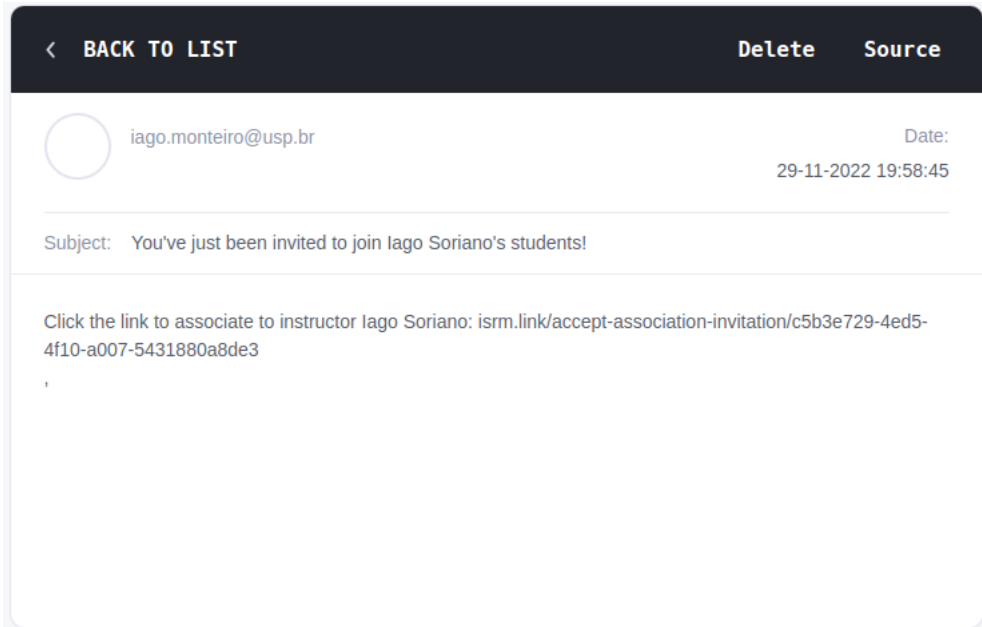 BACK TO LIST
Delete
Source
iago.monteiro@usp.br
Date:
29-11-2022 19:58:45
Subject: You've just been invited to join Iago Soriano's students!
Click the link to associate to instructor Iago Soriano: isrm.link/accept-association-invitation/c5b3e729-4ed5-
4f10-a007-5431880a8de3
,